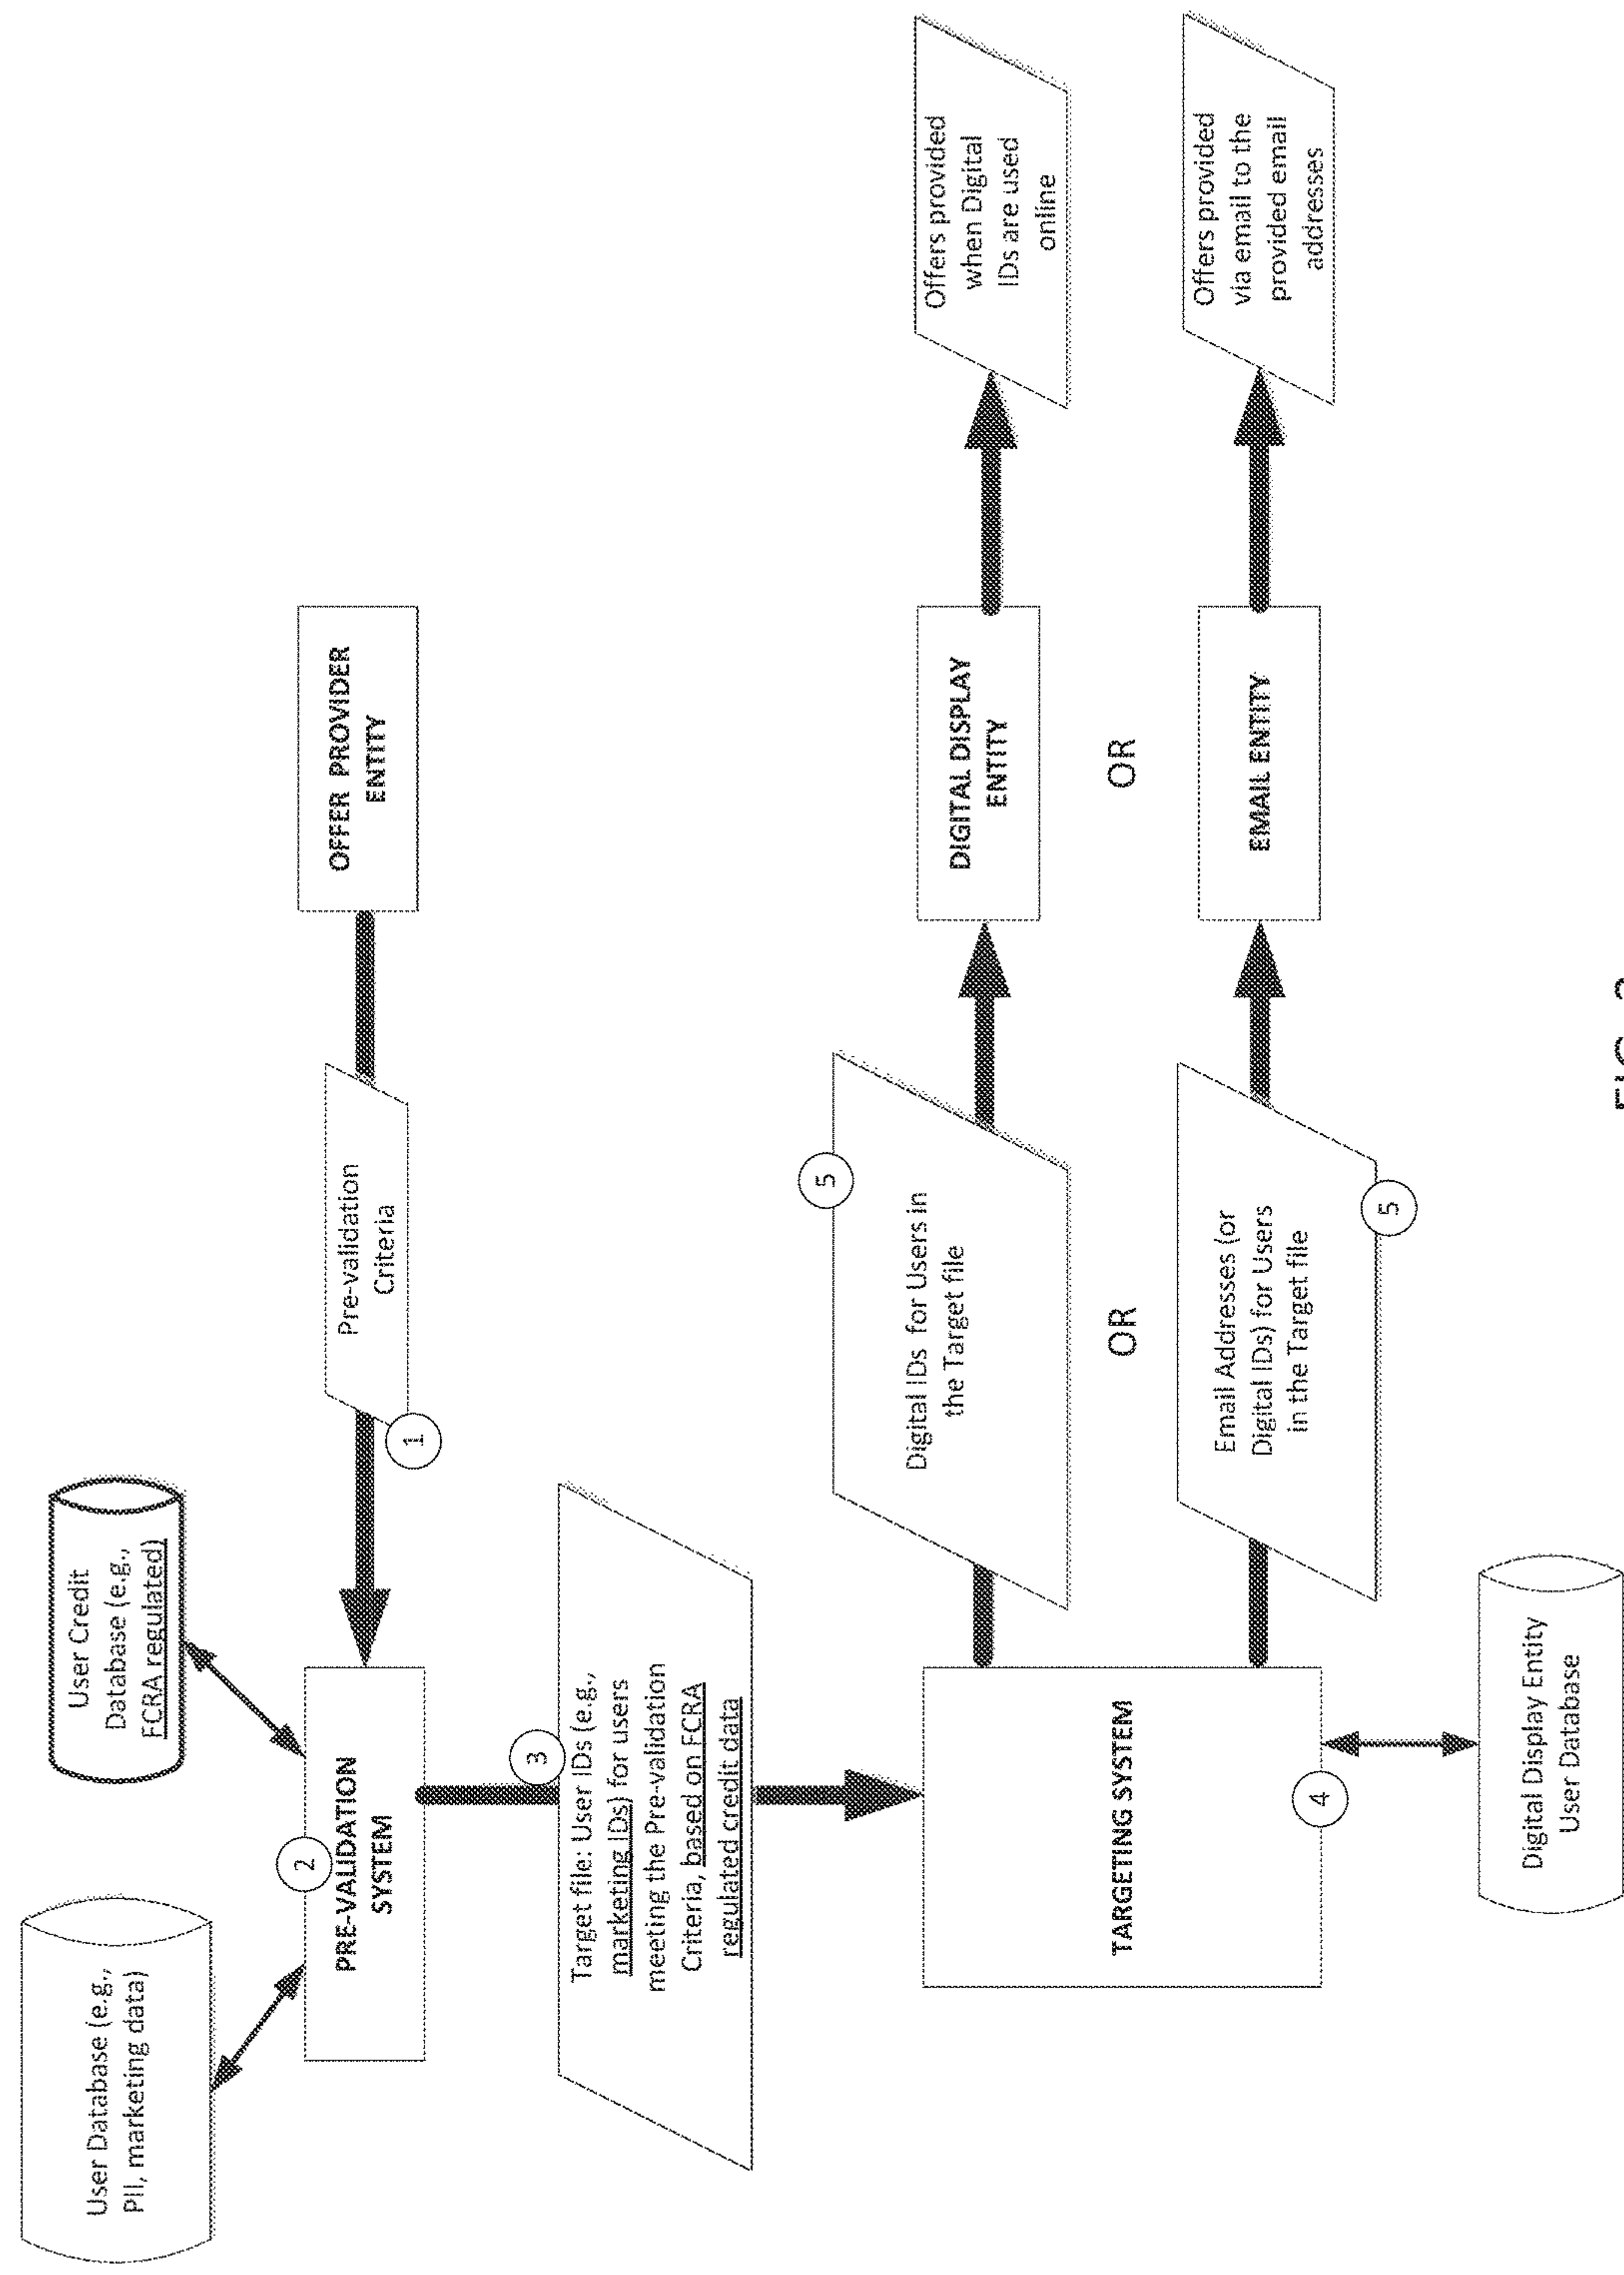 User Database (e.g.,
PII, marketing data)
User Credit
Database (e.g.,
FCRA regulated)
2
PRE-VALIDATION
SYSTEM
1
Pre-validation
Criteria
OFFER PROVIDER
ENTITY
3
Target file: User IDs (e.g.,
marketing IDs) for users
meeting the Pre-validation
Criteria, based on FCRA
regulated credit data
TARGETING SYSTEM
4
Digital Display Entity
User Database
5
Digital IDs for Users in
the Target file
OR
Email Addresses (or
Digital IDs) for Users
in the Target file
5
DIGITAL DISPLAY
ENTITY
OR
EMAIL ENTITY
Offers provided
when Digital
IDs are used
online
Offers provided
via email to the
provided email
addresses